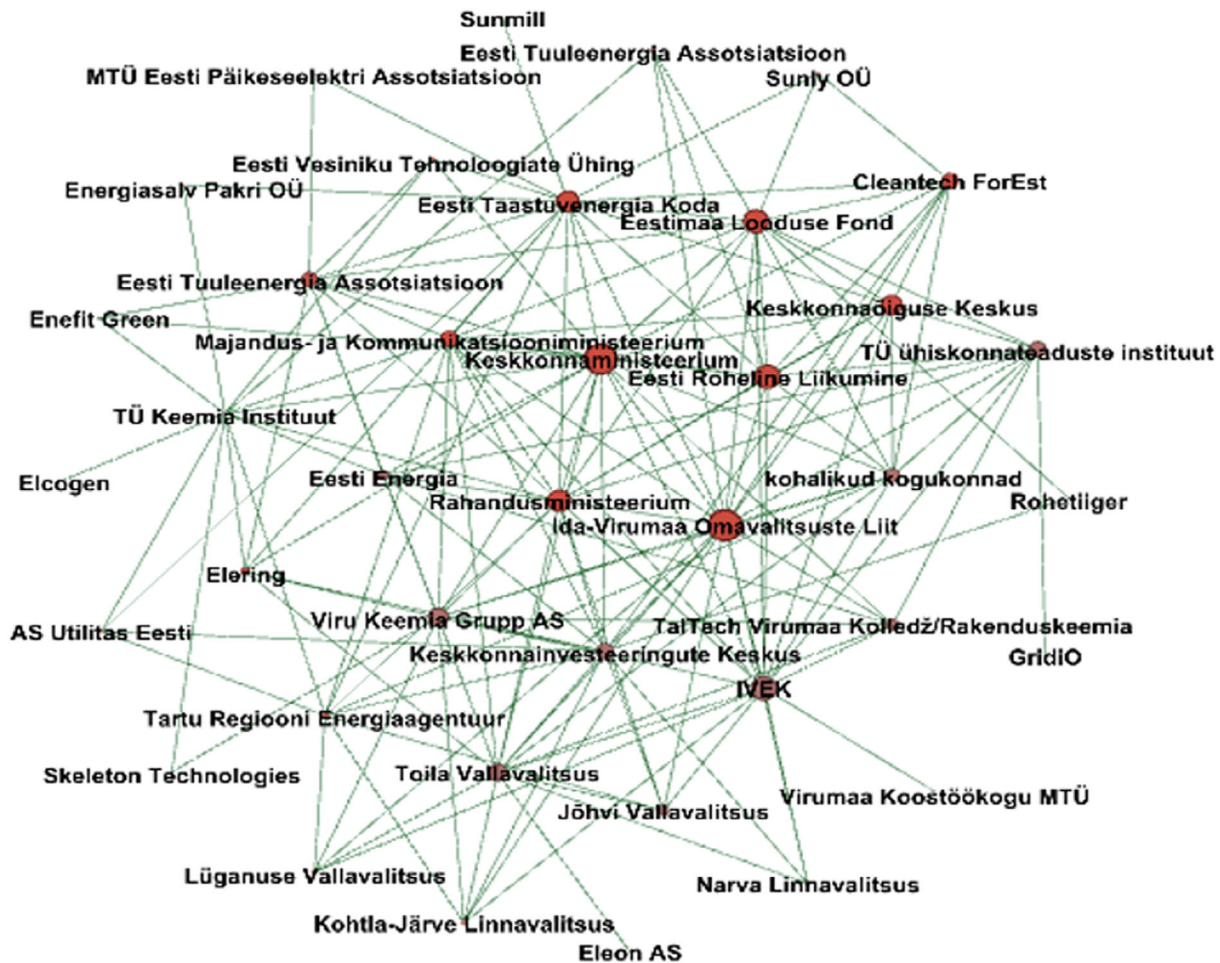 Sunmill
Eesti Tuuleenergia Assotsiatsioon
MTÜ Eesti Päikeseelektri Assotsiatsioon
Sunly OÜ
Eesti Vesiniku Tehnoloogiate Ühing
Cleantech ForEst
Energiasalv Pakri OÜ
Eesti Taastuvenergia Koda
Eestimaa Looduse Fond
Eesti Tuuleenergia Assotsiatsioon
Keskkonnaõiguse Keskus
Enefit Green
Majandus- ja Kommunikatsiooniministeerium
TÜ ühiskonnateaduste instituut
Keskkonnaministeerium
Eesti Roheline Liikumine
TÜ Keemia Instituut
Elcogen
Eesti Energia
kohalikud kogukonnad
Rahandusministeerium
Rohetiiger
Ida-Virumaa Omavalitsuste Liit
Elering
Viru Keemia Grupp AS
TalTech Virumaa Kolledž/Rakenduskeemia
AS Utilitas Eesti
Keskkonnainvesteeringute Keskus
GridIO
IVEK
Tartu Regiooni Energiaagentuur
Skeleton Technologies
Toila Vallavalitsus
Virumaa Koostöökogu MTÜ
Jõhvi Vallavalitsus
Lüganuse Vallavalitsus
Narva Linnavalitsus
Kohtla-Järve Linnavalitsus
Eleon AS